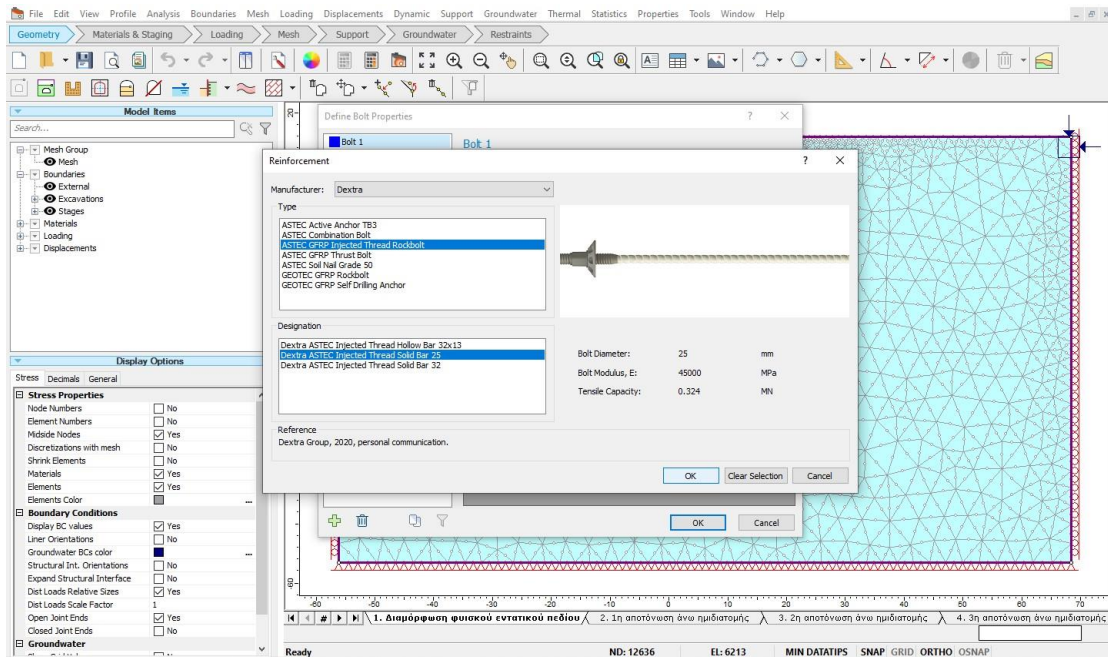 File Edit View Profile Analysis Boundaries Mesh Loading Displacements Dynamic Support Groundwater Thermal Statistics Properties Tools Window Help
Geometry Materials & Staging Loading Mesh Support Groundwater Restraints
Model Items
Search...
Mesh Group
Mesh
Boundaries
External
Excavations
Stages
Materials
Loading
Displacements
Display Options
Stress Decimals General
Stress Properties
Node Numbers No
Element Numbers No
Midside Nodes Yes
Discretizations with mesh No
Shrink Elements No
Materials Yes
Elements Yes
Elements Color ...
Boundary Conditions
Display BC values Yes
Liner Orientations No
Groundwater BCs color ...
Structural Int. Orientations No
Expand Structural Interface No
Dist Loads Relative Sizes Yes
Dist Loads Scale Factor 1
Open Joint Ends Yes
Closed Joint Ends No
Groundwater
Define Bolt Properties ?
Bolt 1 Bolt 1
Reinforcement ?
Manufacturer: Dextra
Type
ASTEC Active Anchor TB3
ASTEC Combination Bolt
ASTEC GFRP Injected Thread Rockbolt
ASTEC GFRP Thrust Bolt
ASTEC Soil Nail Grade 50
GEOTEC GFRP Rockbolt
GEOTEC GFRP Self Drilling Anchor
Designation
Dextra ASTEC Injected Thread Hollow Bar 32x13
Dextra ASTEC Injected Thread Solid Bar 25
Dextra ASTEC Injected Thread Solid Bar 32
Bolt Diameter: 25 mm
Bolt Modulus, E: 45000 MPa
Tensile Capacity: 0.324 MN
Reference
Dextra Group, 2020, personal communication.
OK Clear Selection Cancel
OK Cancel
20
-60
-60 -50 -40 -30 -20 -10 0 10 20 30 40 50 60 70
# 1. Διαμόρφωση φυισκού εντατικού πεδίου 2. 1η αποτόνωση άνω ημιδιατομής 3. 2η αποτόνωση άνω ημιδιατομής 4. 3η αποτόνωση άνω ημιδιατομής
Ready ND: 12636 EL: 6213 MIN DATATIPS SNAP GRID ORTHO OSNAP